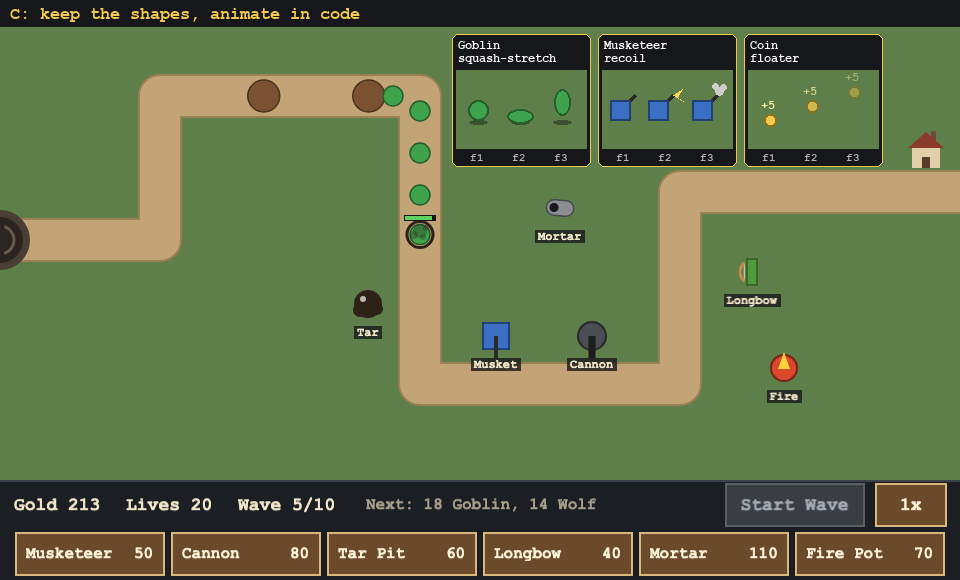 C: keep the shapes, animate in code
Goblin
squash-stretch
f1 f2 f3
Musketeer
recoil
f1 f2 f3
Coin
floater
+5 +5 +5
f1 f2 f3
Mortar
Longbow
Tar
Musket
Cannon
Fire
Gold 213 Lives 20 Wave 5/10 Next: 18 Goblin, 14 Wolf Start Wave 1x
Musketeer 50 Cannon 80 Tar Pit 60 Longbow 40 Mortar 110 Fire Pot 70